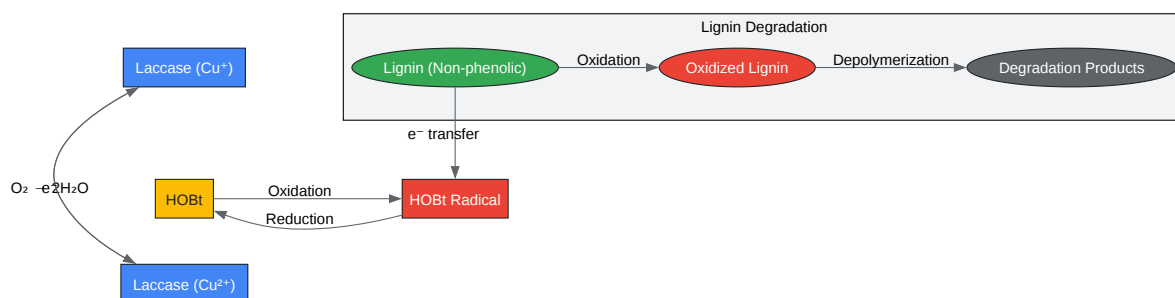 Lignin Degradation
Laccase (Cu⁺)
Lignin (Non-phenolic)
Oxidation
Oxidized Lignin
Depolymerization
Degradation Products
e⁻ transfer
O₂ → 2H₂O
HOBt
Oxidation
HOBt Radical
Reduction
Laccase (Cu²⁺)